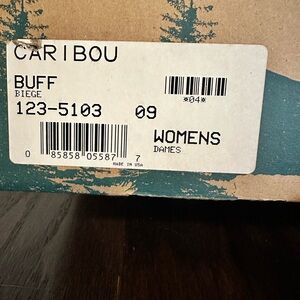 CARIBOU
BUFF
BIEGE
*04*
123-5103 09
WOMENS
DAMES
0 85858 05587 7
MADE IN USA